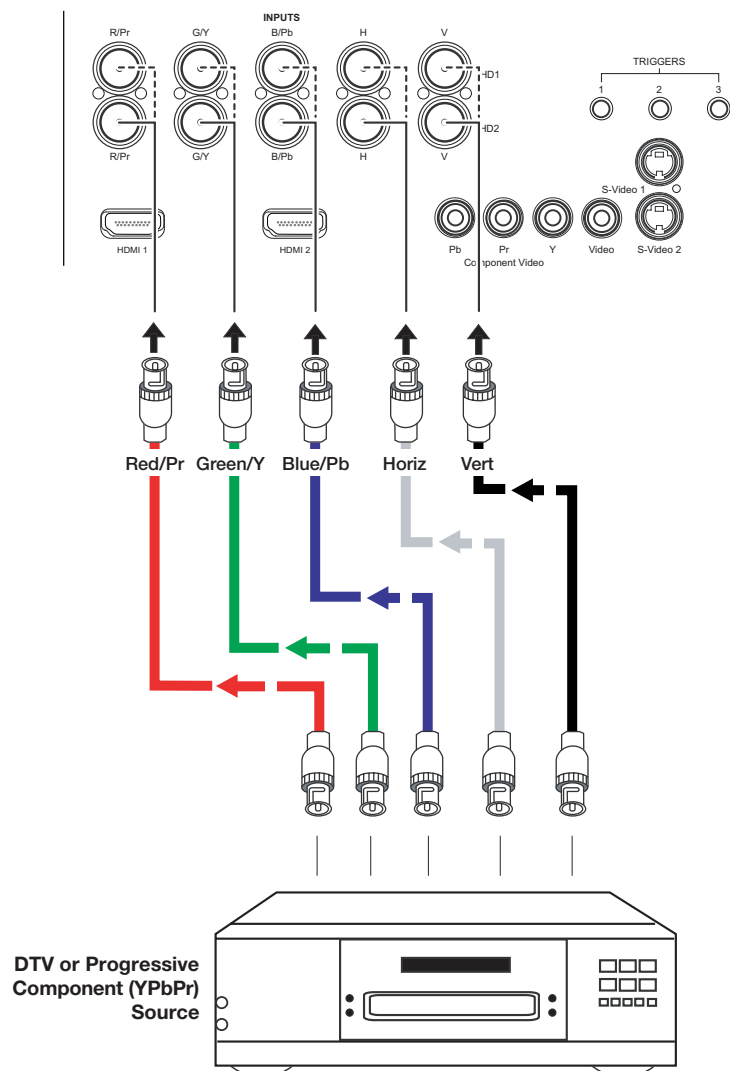 INPUTS
R/Pr G/Y B/Pb H V
HD1
HD2
R/Pr G/Y B/Pb H V
TRIGGERS
1 2 3
S-Video 1
HDMI 1 HDMI 2
Pb Pr Y Video S-Video 2
Component Video
Red/Pr Green/Y Blue/Pb Horiz Vert
DTV or Progressive
Component (YPbPr)
Source